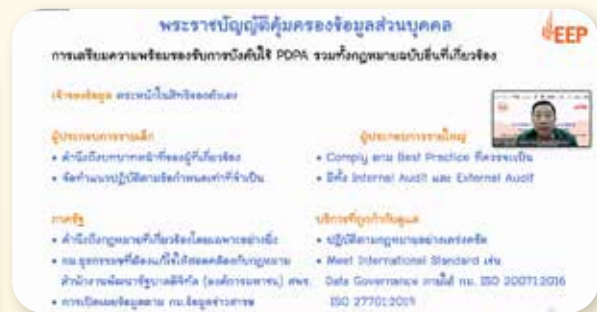 พระราชบัญญัติคุ้มครองข้อมูลส่วนบุคคล
EEP
การเตรียมความพร้อมรองรับการบังคับใช้ PDPA รวมทั้งกฎหมายฉบับอื่นที่เกี่ยวข้อง
เจ้าของข้อมูล ตระหนักในสิทธิของตัวเอง
ผู้ประกอบการรายเล็ก
• คำนึงถึงบทบาทหน้าที่ของผู้ที่เกี่ยวข้อง
• จัดทำแนวปฏิบัติตามข้อกำหนดเท่าที่จำเป็น
ผู้ประกอบการรายใหญ่
• Comply ตาม Best Practice ที่ควรจะเป็น
• มีทั้ง Internal Audit และ External Audit
ภาครัฐ
• คำนึงถึงกฎหมายที่เกี่ยวข้องโดยเฉพาะอย่างยิ่ง
• กม.ธุรกรรมฯที่ต้องแก้ไขให้สอดคล้องกับกฎหมาย
สำนักงานพัฒนารัฐบาลดิจิทัล (องค์การมหาชน) สพร.
• การเปิดเผยข้อมูลตาม กม.ข้อมูลข่าวสารฯ
บริการที่ถูกกำกับดูแล
• ปฏิบัติตามกฎหมายอย่างเคร่งครัด
• Meet International Standard เช่น
Data Governance ภายใต้ กม. ISO 20071:2016
ISO 27701:2019